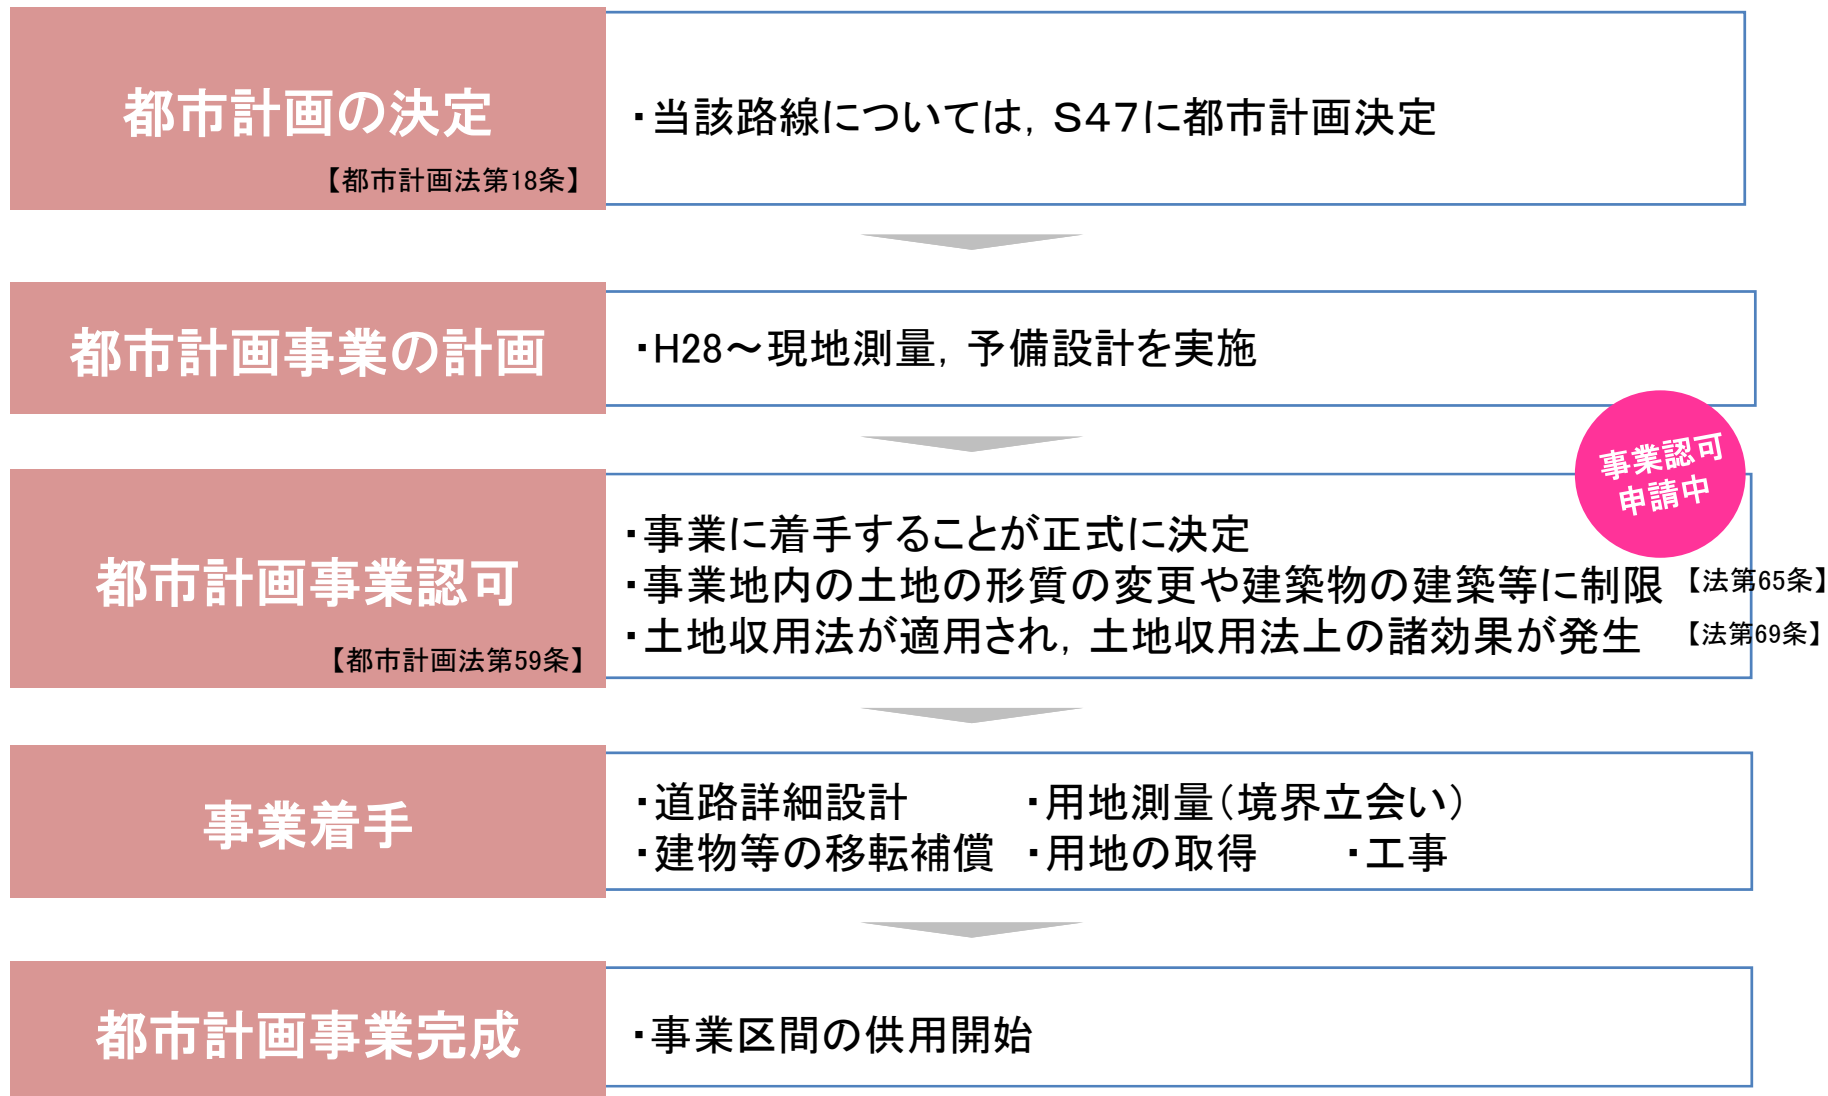 都市計画の決定
【都市計画法第18条】
・当該路線については，Ｓ４７に都市計画決定
都市計画事業の計画
・H28～現地測量，予備設計を実施
事業認可
申請中
都市計画事業認可
【都市計画法第59条】
・事業に着手することが正式に決定
・事業地内の土地の形質の変更や建築物の建築等に制限 【法第65条】
・土地収用法が適用され，土地収用法上の諸効果が発生 【法第69条】
事業着手
・道路詳細設計 ・用地測量（境界立会い）
・建物等の移転補償 ・用地の取得 ・工事
都市計画事業完成
・事業区間の供用開始